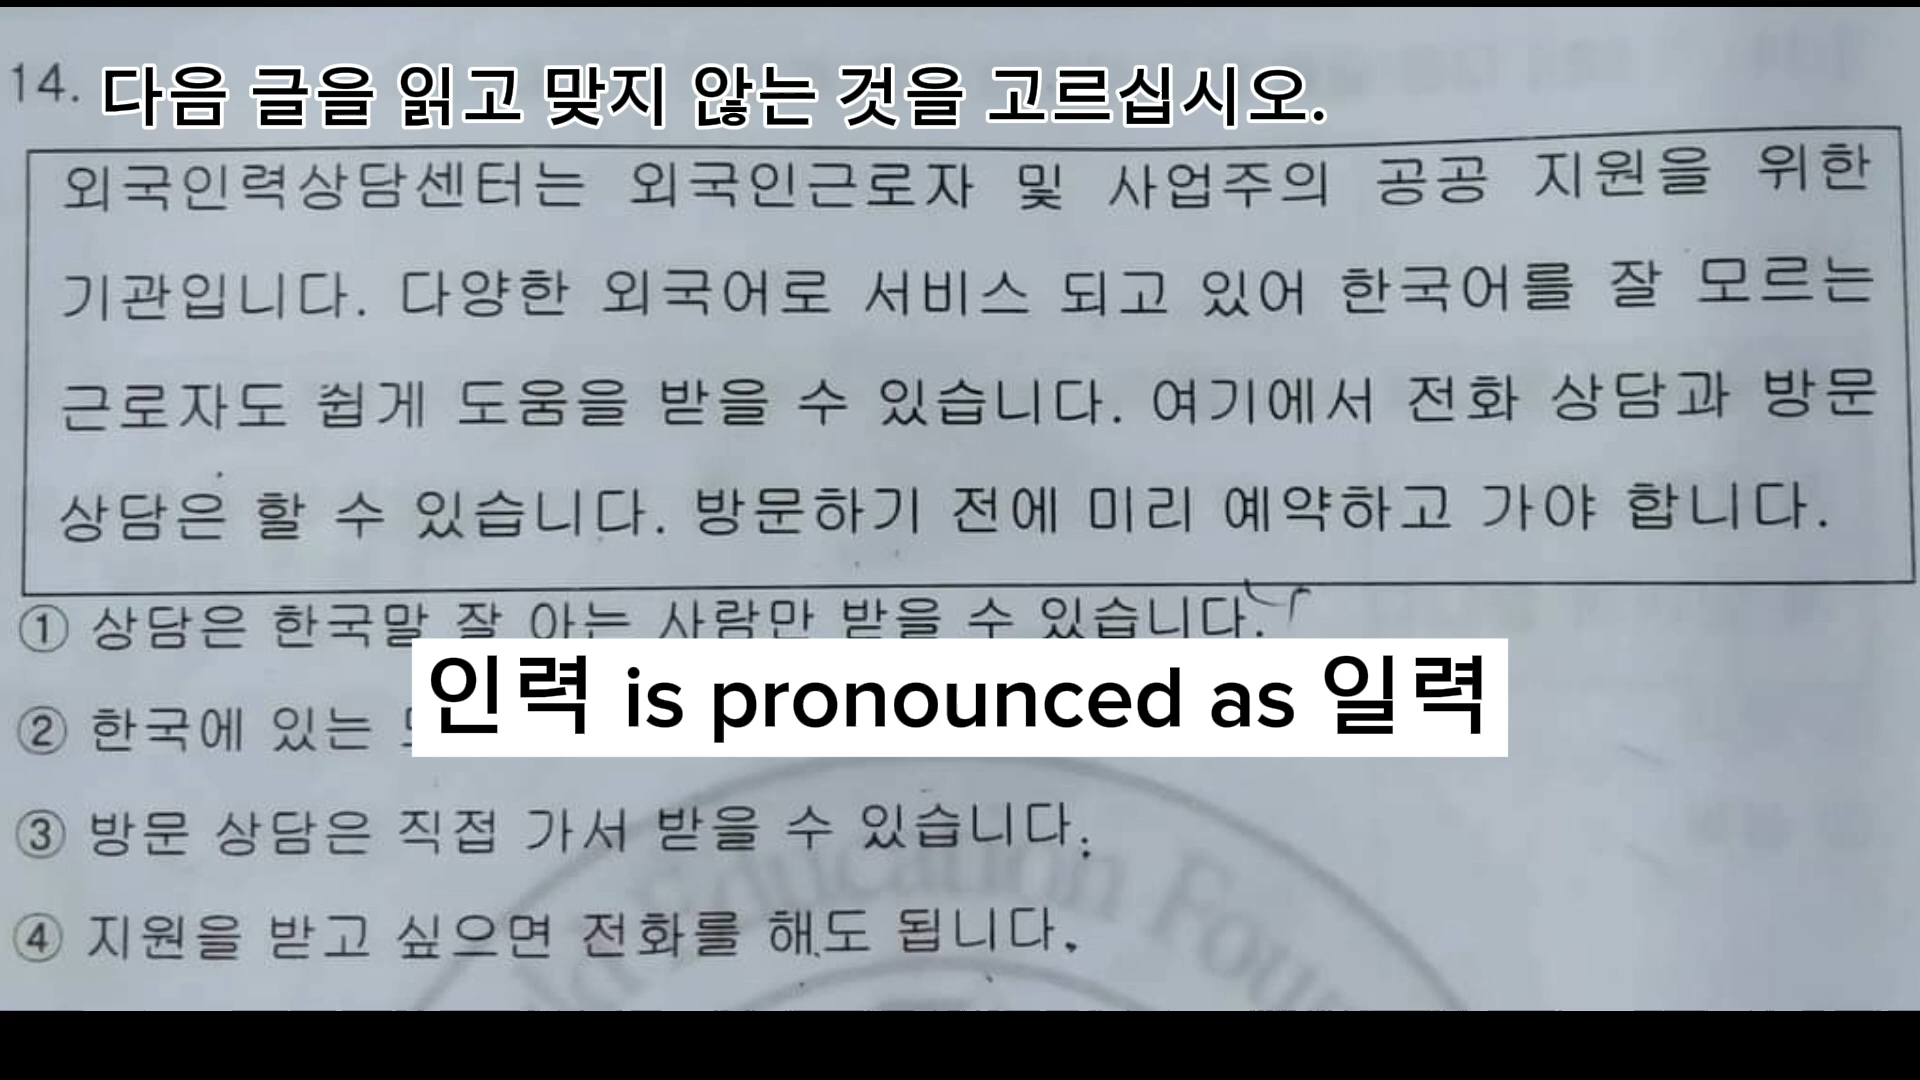 14. 다음 글을 읽고 맞지 않는 것을 고르십시오.
외국인력상담센터는 외국인근로자 및 사업주의 공공 지원을 위한
기관입니다. 다양한 외국어로 서비스 되고 있어 한국어를 잘 모르는
근로자도 쉽게 도움을 받을 수 있습니다. 여기에서 전화 상담과 방문
상담은 할 수 있습니다. 방문하기 전에 미리 예약하고 가야 합니다.
① 상담은 한국말 잘 아는 사람만 받을 수 있습니다.
인력 is pronounced as 일력
② 한국에 있는
③ 방문 상담은 직접 가서 받을 수 있습니다.
④ 지원을 받고 싶으면 전화를 해도 됩니다.
Education